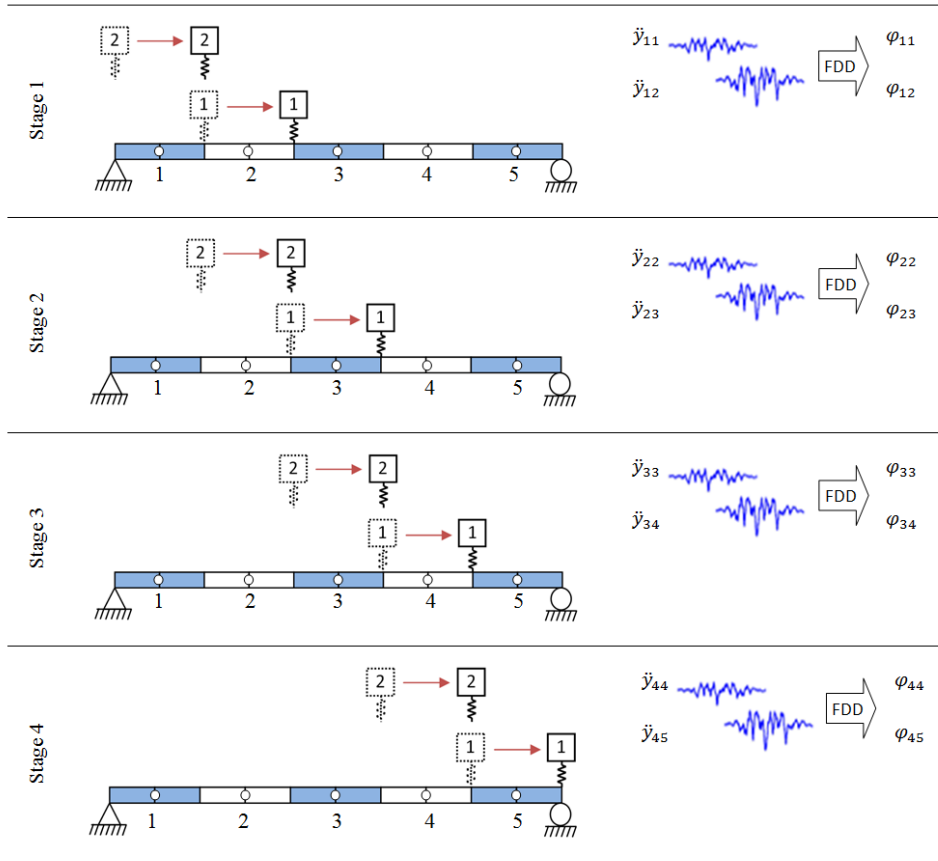 Stage 1
2 2
1 1
1 2 3 4 5
ÿ₁₁ FDD φ₁₁
ÿ₁₂ φ₁₂
Stage 2
2 2
1 1
1 2 3 4 5
ÿ₂₂ FDD φ₂₂
ÿ₂₃ φ₂₃
Stage 3
2 2
1 1
1 2 3 4 5
ÿ₃₃ FDD φ₃₃
ÿ₃₄ φ₃₄
Stage 4
2 2
1 1
1 2 3 4 5
ÿ₄₄ FDD φ₄₄
ÿ₄₅ φ₄₅